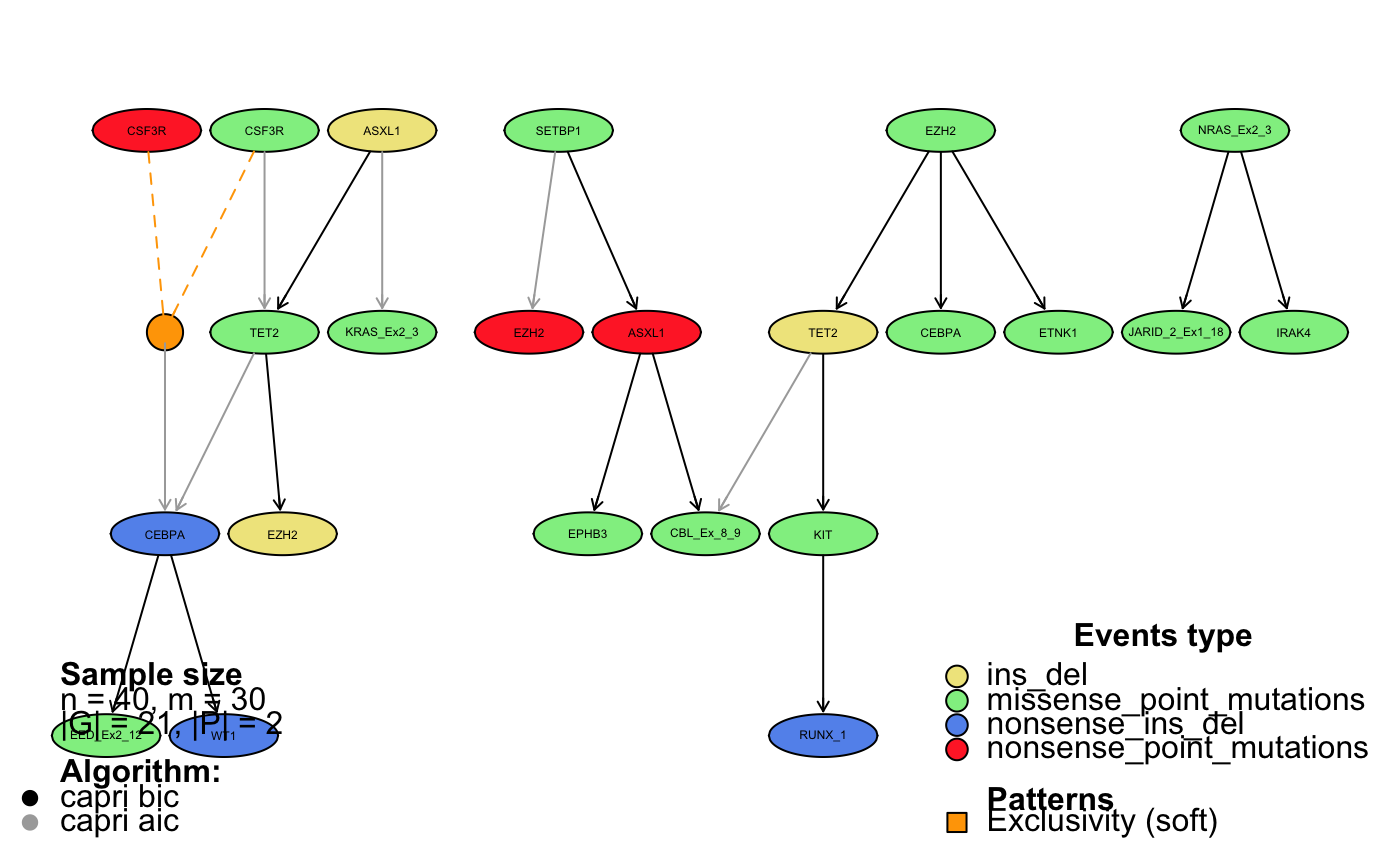 CSF3R CSF3R ASXL1 SETBP1 EZH2 NRAS_Ex2_3
TET2 KRAS_Ex2_3 EZH2 ASXL1 TET2 CEBPA ETNK1 JARID_2_Ex1_18 IRAK4
CEBPA EZH2 EPHB3 CBL_Ex_8_9 KIT
EED_Ex2_12 WT1 RUNX_1
Sample size
n = 40, m = 30
|G| = 21, |P| = 2
Algorithm:
capri bic
capri aic
Events type
ins_del
missense_point_mutations
nonsense_ins_del
nonsense_point_mutations
Patterns
Exclusivity (soft)